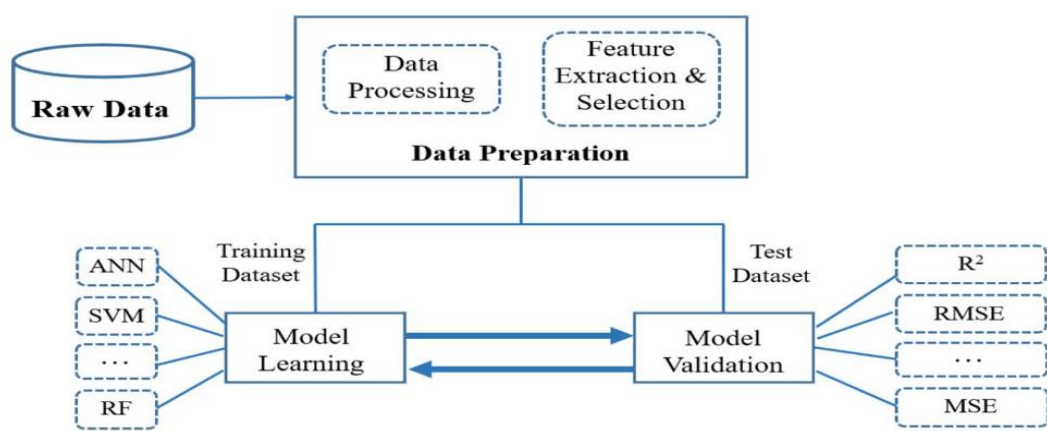 Raw Data
Data
Processing
Feature
Extraction &
Selection
Data Preparation
Training
Dataset
Test
Dataset
ANN
SVM
...
RF
Model
Learning
Model
Validation
R²
RMSE
...
MSE